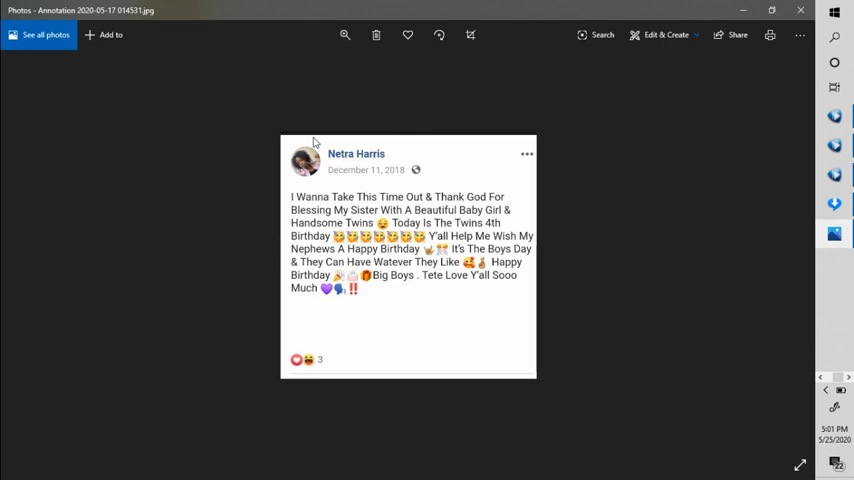 Photos - Annotation 2020-05-17 014531.jpg
See all photos
Add to
Search
Edit & Create
Share
Netra Harris
December 11, 2018
I Wanna Take This Time Out & Thank God For
Blessing My Sister With A Beautiful Baby Girl &
Handsome Twins 😌 Today Is The Twins 4th
Birthday 🥳🥳🥳🥳🥳🥳🥳 Y'all Help Me Wish My
Nephews A Happy Birthday 🤟🏽🎊 It's The Boys Day
& They Can Have Watever They Like 🥰🤞🏽 Happy
Birthday 🎉🎂🎁Big Boys . Tete Love Y'all Sooo
Much 💜🗣‼️
3
5:01 PM
5/25/2020
22